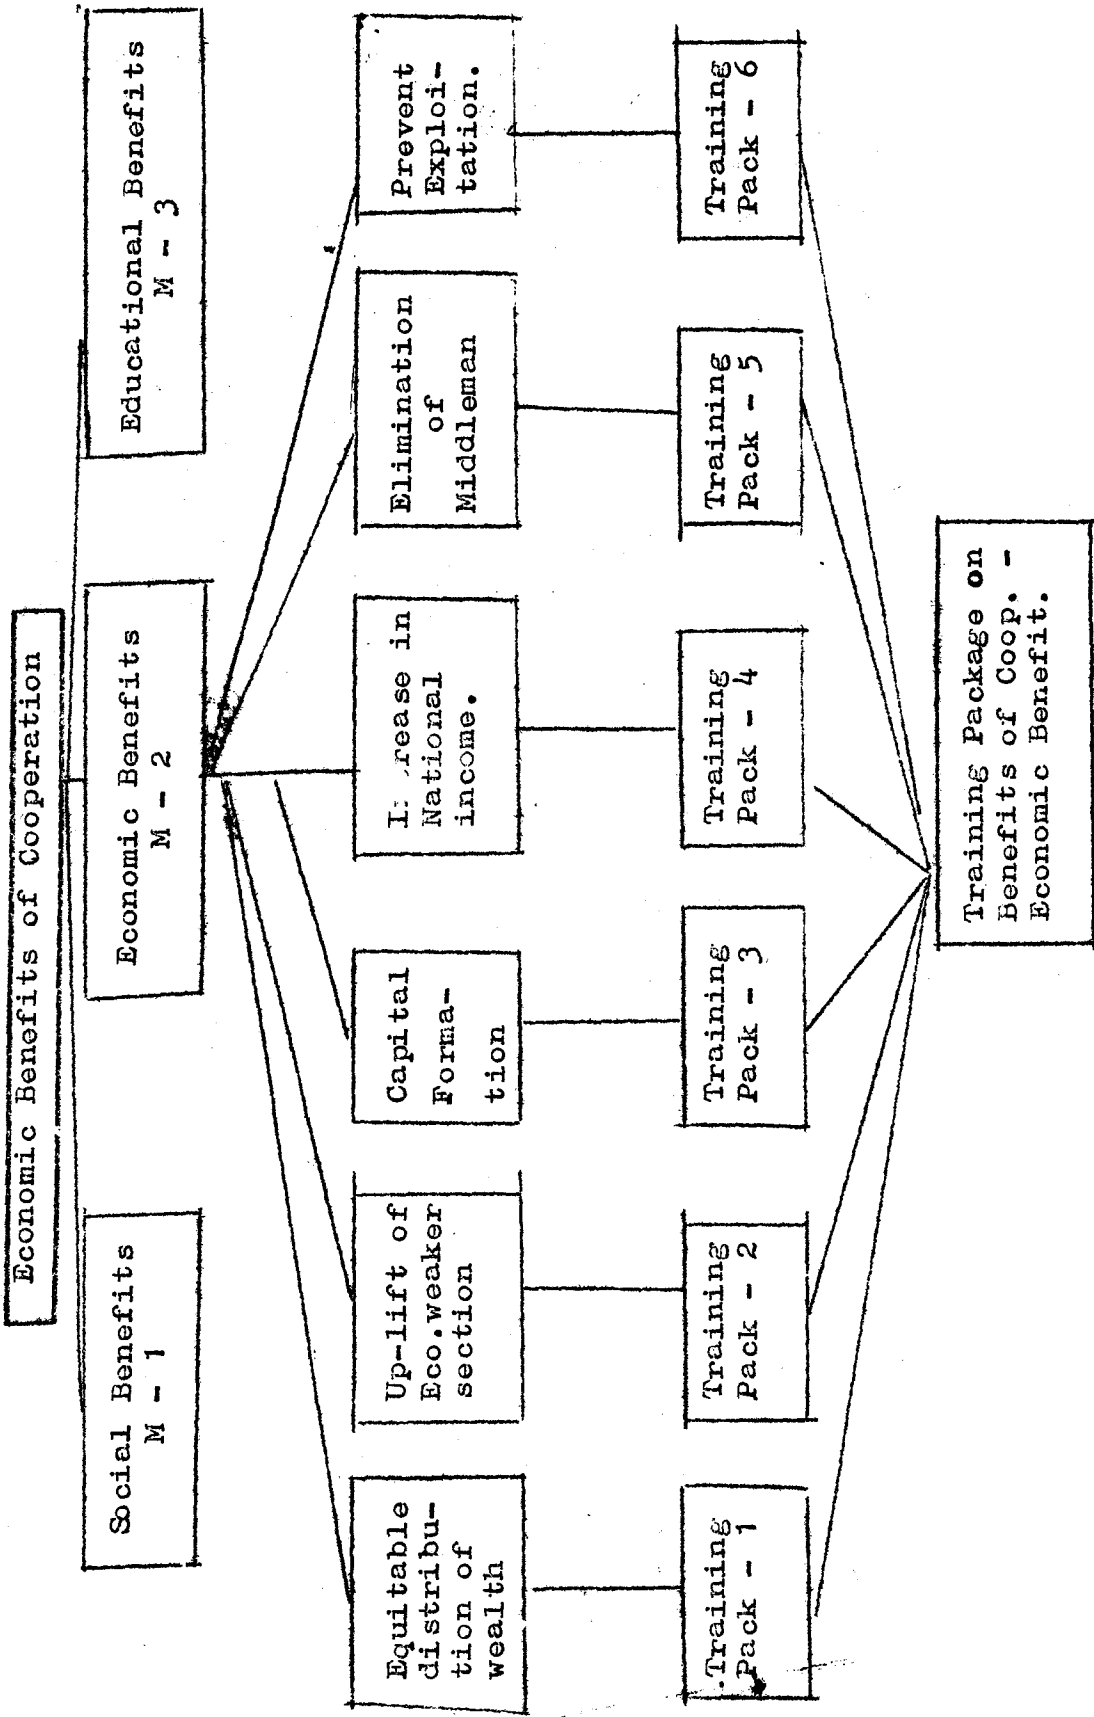 Economic Benefits of Cooperation
Social Benefits
M - 1
Economic Benefits
M - 2
Educational Benefits
M - 3
Equitable
distribu-
tion of
wealth
Up-lift of
Eco.weaker
section
Capital
Forma-
tion
in
National
income.
Elimination
of
Middleman
Prevent
Exploi-
tation.
Training
Pack - 1
Training
Pack - 2
Training
Pack - 3
Training
Pack - 4
Training
Pack - 5
Training
Pack - 6
Training Package on
Benefits of Coop. -
Economic Benefit.